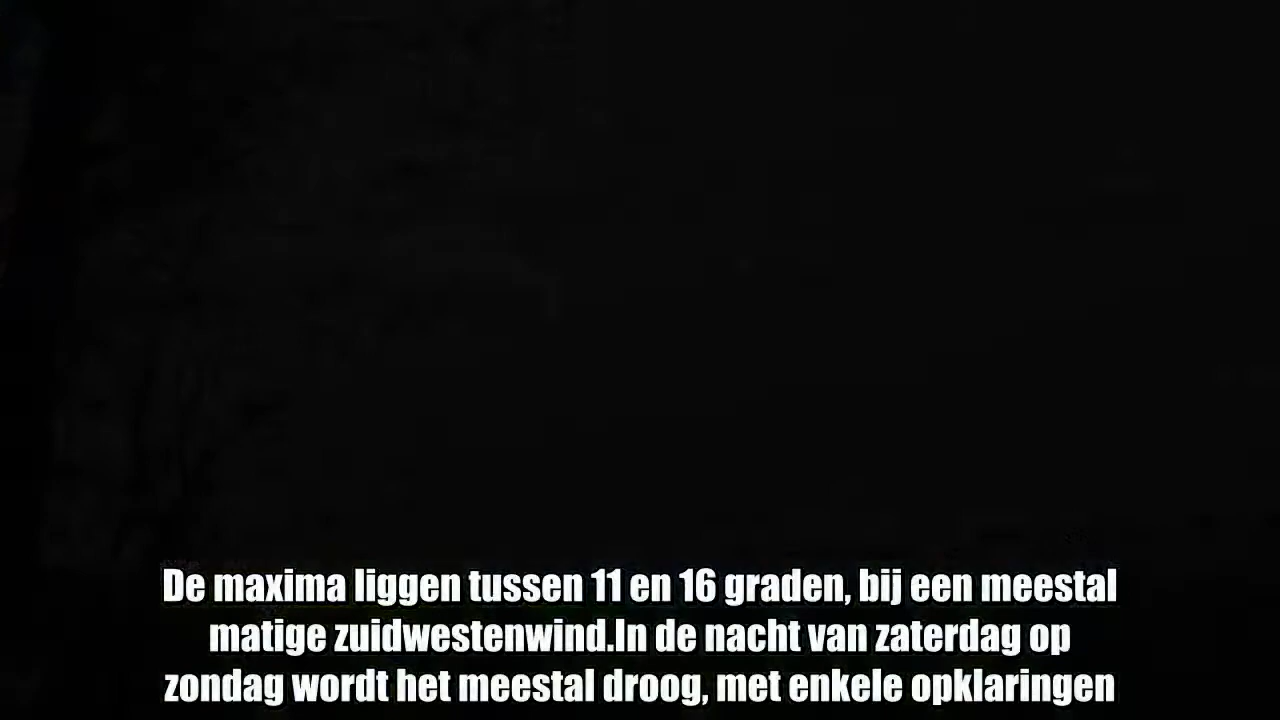 De maxima liggen tussen 11 en 16 graden, bij een meestal
matige zuidwestenwind.In de nacht van zaterdag op
zondag wordt het meestal droog, met enkele opklaringen